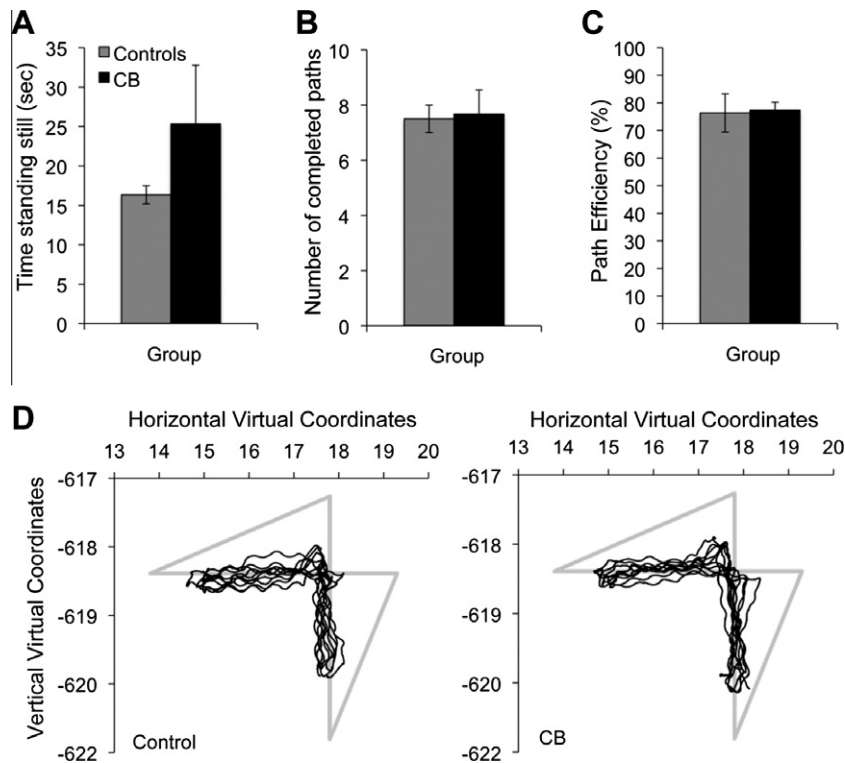 A
Time standing still (sec)
35
30
25
20
15
10
5
0
Controls
CB
Group
B
Number of completed paths
10
8
6
4
2
0
Group
C
Path Efficiency (%)
100
90
80
70
60
50
40
30
20
10
0
Group
D
Horizontal Virtual Coordinates
13 14 15 16 17 18 19 20
Vertical Virtual Coordinates
-617
-618
-619
-620
-622
Control
Horizontal Virtual Coordinates
13 14 15 16 17 18 19 20
-617
-618
-619
-620
-622
CB